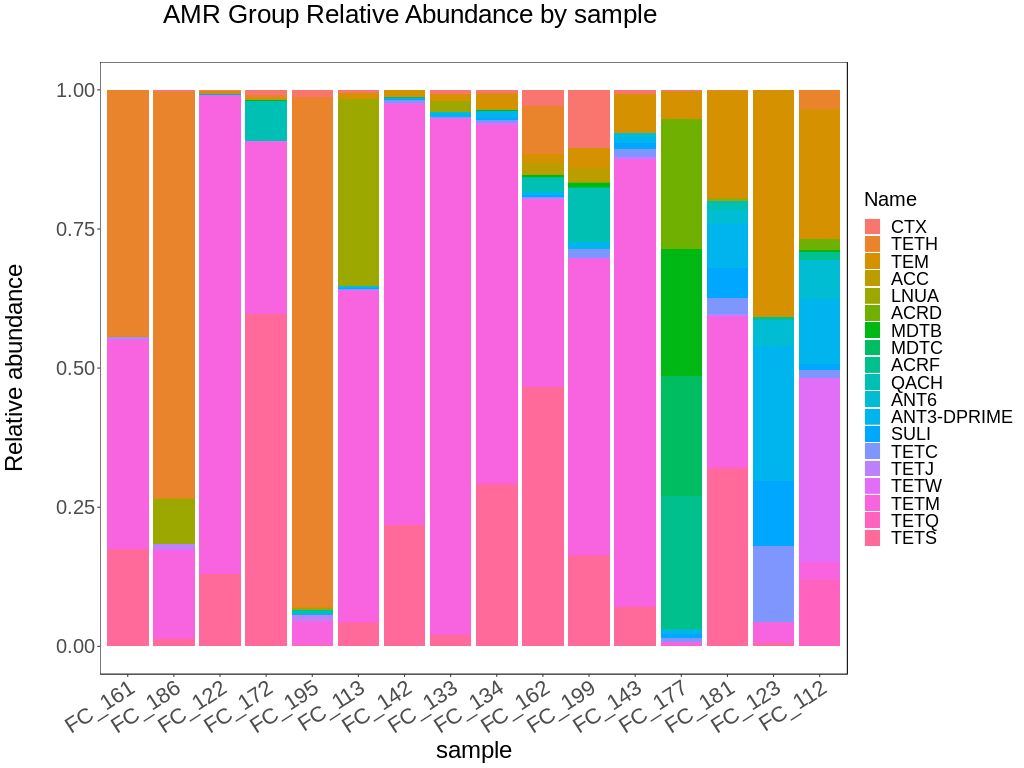 AMR Group Relative Abundance by sample
Relative abundance
1.00
0.75
0.50
0.25
0.00
FC_161
FC_186
FC_122
FC_172
FC_195
FC_113
FC_142
FC_133
FC_134
FC_162
FC_199
FC_143
FC_177
FC_181
FC_123
FC_112
sample
Name
CTX
TETH
TEM
ACC
LNUA
ACRD
MDTB
MDTC
ACRF
QACH
ANT6
ANT3-DPRIME
SULI
TETC
TETJ
TETW
TETM
TETQ
TETS